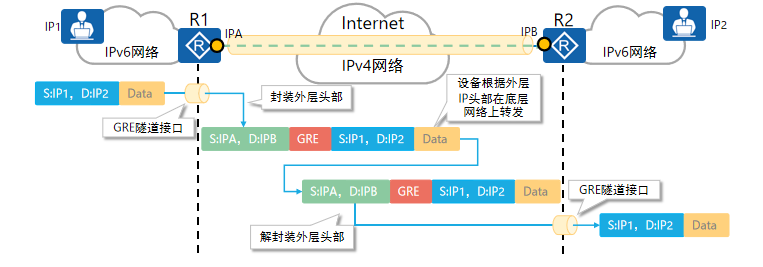 IP1
R1
Internet
R2
IP2
IPA
IPB
IPv6网络
IPv4网络
IPv6网络
S:IP1，D:IP2 Data
封装外层头部
设备根据外层
IP头部在底层
网络上转发
GRE隧道接口
S:IPA，D:IPB GRE S:IP1，D:IP2 Data
S:IPA，D:IPB GRE S:IP1，D:IP2 Data
GRE隧道接口
解封装外层头部
S:IP1，D:IP2 Data